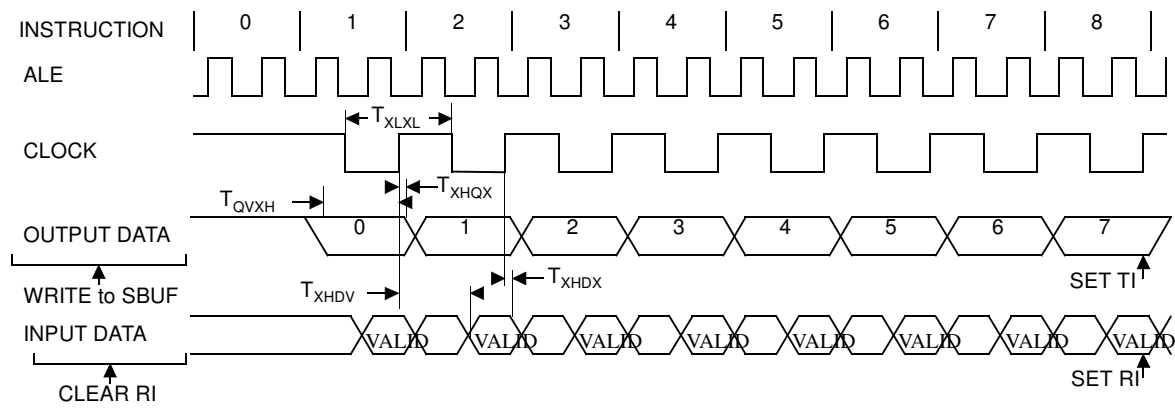 INSTRUCTION 0 1 2 3 4 5 6 7 8
ALE
TXLXL
CLOCK
TXHQX
TQVXH
OUTPUT DATA 0 1 2 3 4 5 6 7
TXHDX
SET TI
WRITE to SBUF
TXHDV
INPUT DATA VALID VALID VALID VALID VALID VALID VALID VALID
SET RI
CLEAR RI